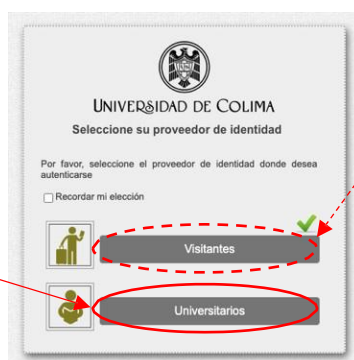 UNIVERSIDAD DE COLIMA
Seleccione su proveedor de identidad
Por favor, seleccione el proveedor de identidad donde desea
autenticarse
Recordar mi elección
Visitantes
Universitarios